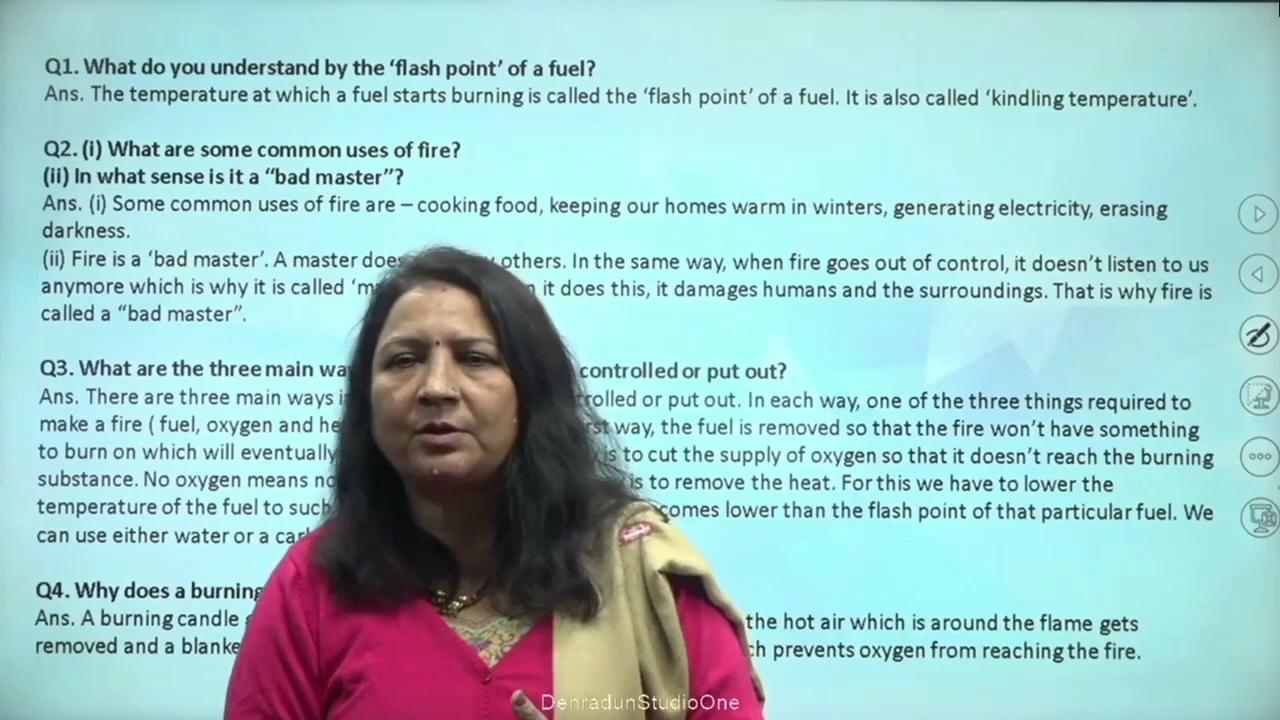 Q1. What do you understand by the ‘flash point’ of a fuel?
Ans. The temperature at which a fuel starts burning is called the ‘flash point’ of a fuel. It is also called ‘kindling temperature’.
Q2. (i) What are some common uses of fire?
(ii) In what sense is it a “bad master”?
Ans. (i) Some common uses of fire are – cooking food, keeping our homes warm in winters, generating electricity, erasing
darkness.
(ii) Fire is a ‘bad master’. A master does others. In the same way, when fire goes out of control, it doesn’t listen to us
anymore which is why it is called it does this, it damages humans and the surroundings. That is why fire is
called a “bad master”.
Q3. What are the three main controlled or put out?
Ans. There are three main ways or put out. In each way, one of the three things required to
make a fire ( fuel, oxygen and way, the fuel is removed so that the fire won’t have something
to burn on which will eventually is to cut the supply of oxygen so that it doesn’t reach the burning
substance. No oxygen means is to remove the heat. For this we have to lower the
temperature of the fuel to such lower than the flash point of that particular fuel. We
can use either water or a
Q4. Why does a burning
Ans. A burning candle the hot air which is around the flame gets
removed and a prevents oxygen from reaching the fire.
DehradunStudioOne